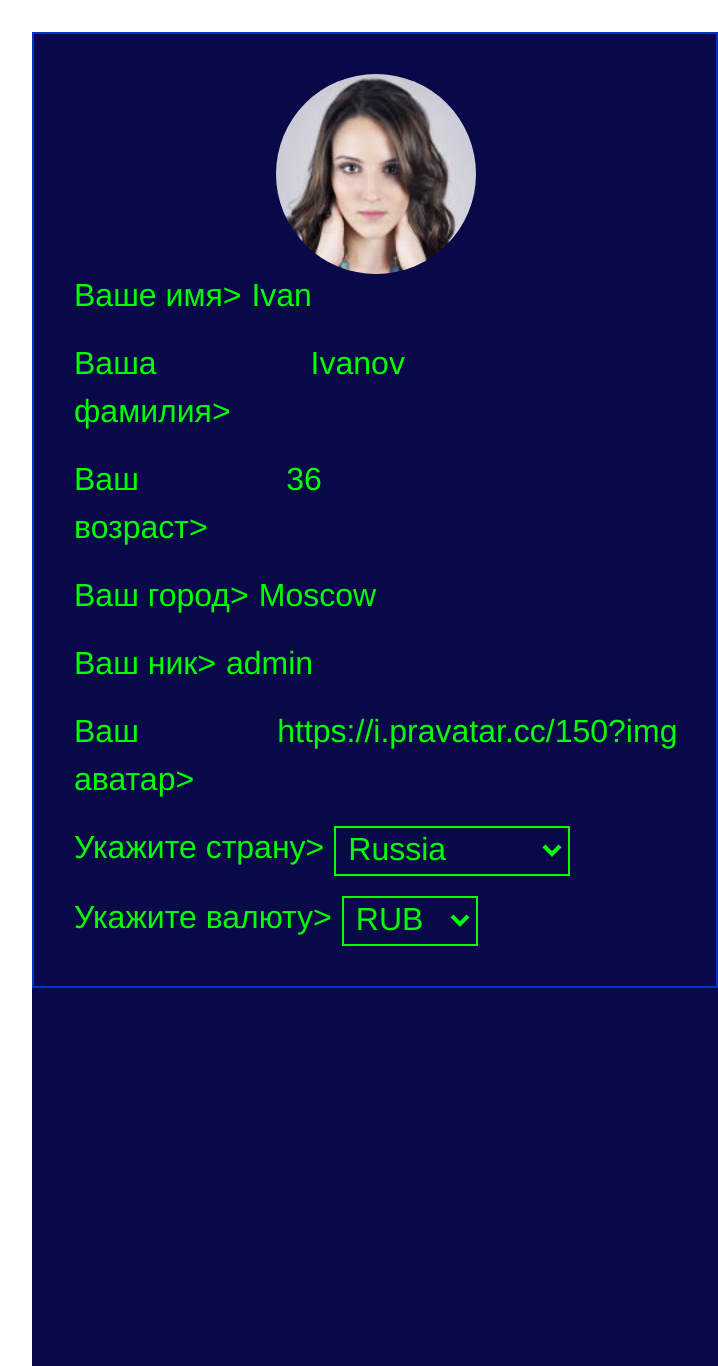 Ваше имя> Ivan
Ваша Ivanov
фамилия>
Ваш 36
возраст>
Ваш город> Moscow
Ваш ник> admin
Ваш https://i.pravatar.cc/150?img
аватар>
Укажите страну> Russia
Укажите валюту> RUB